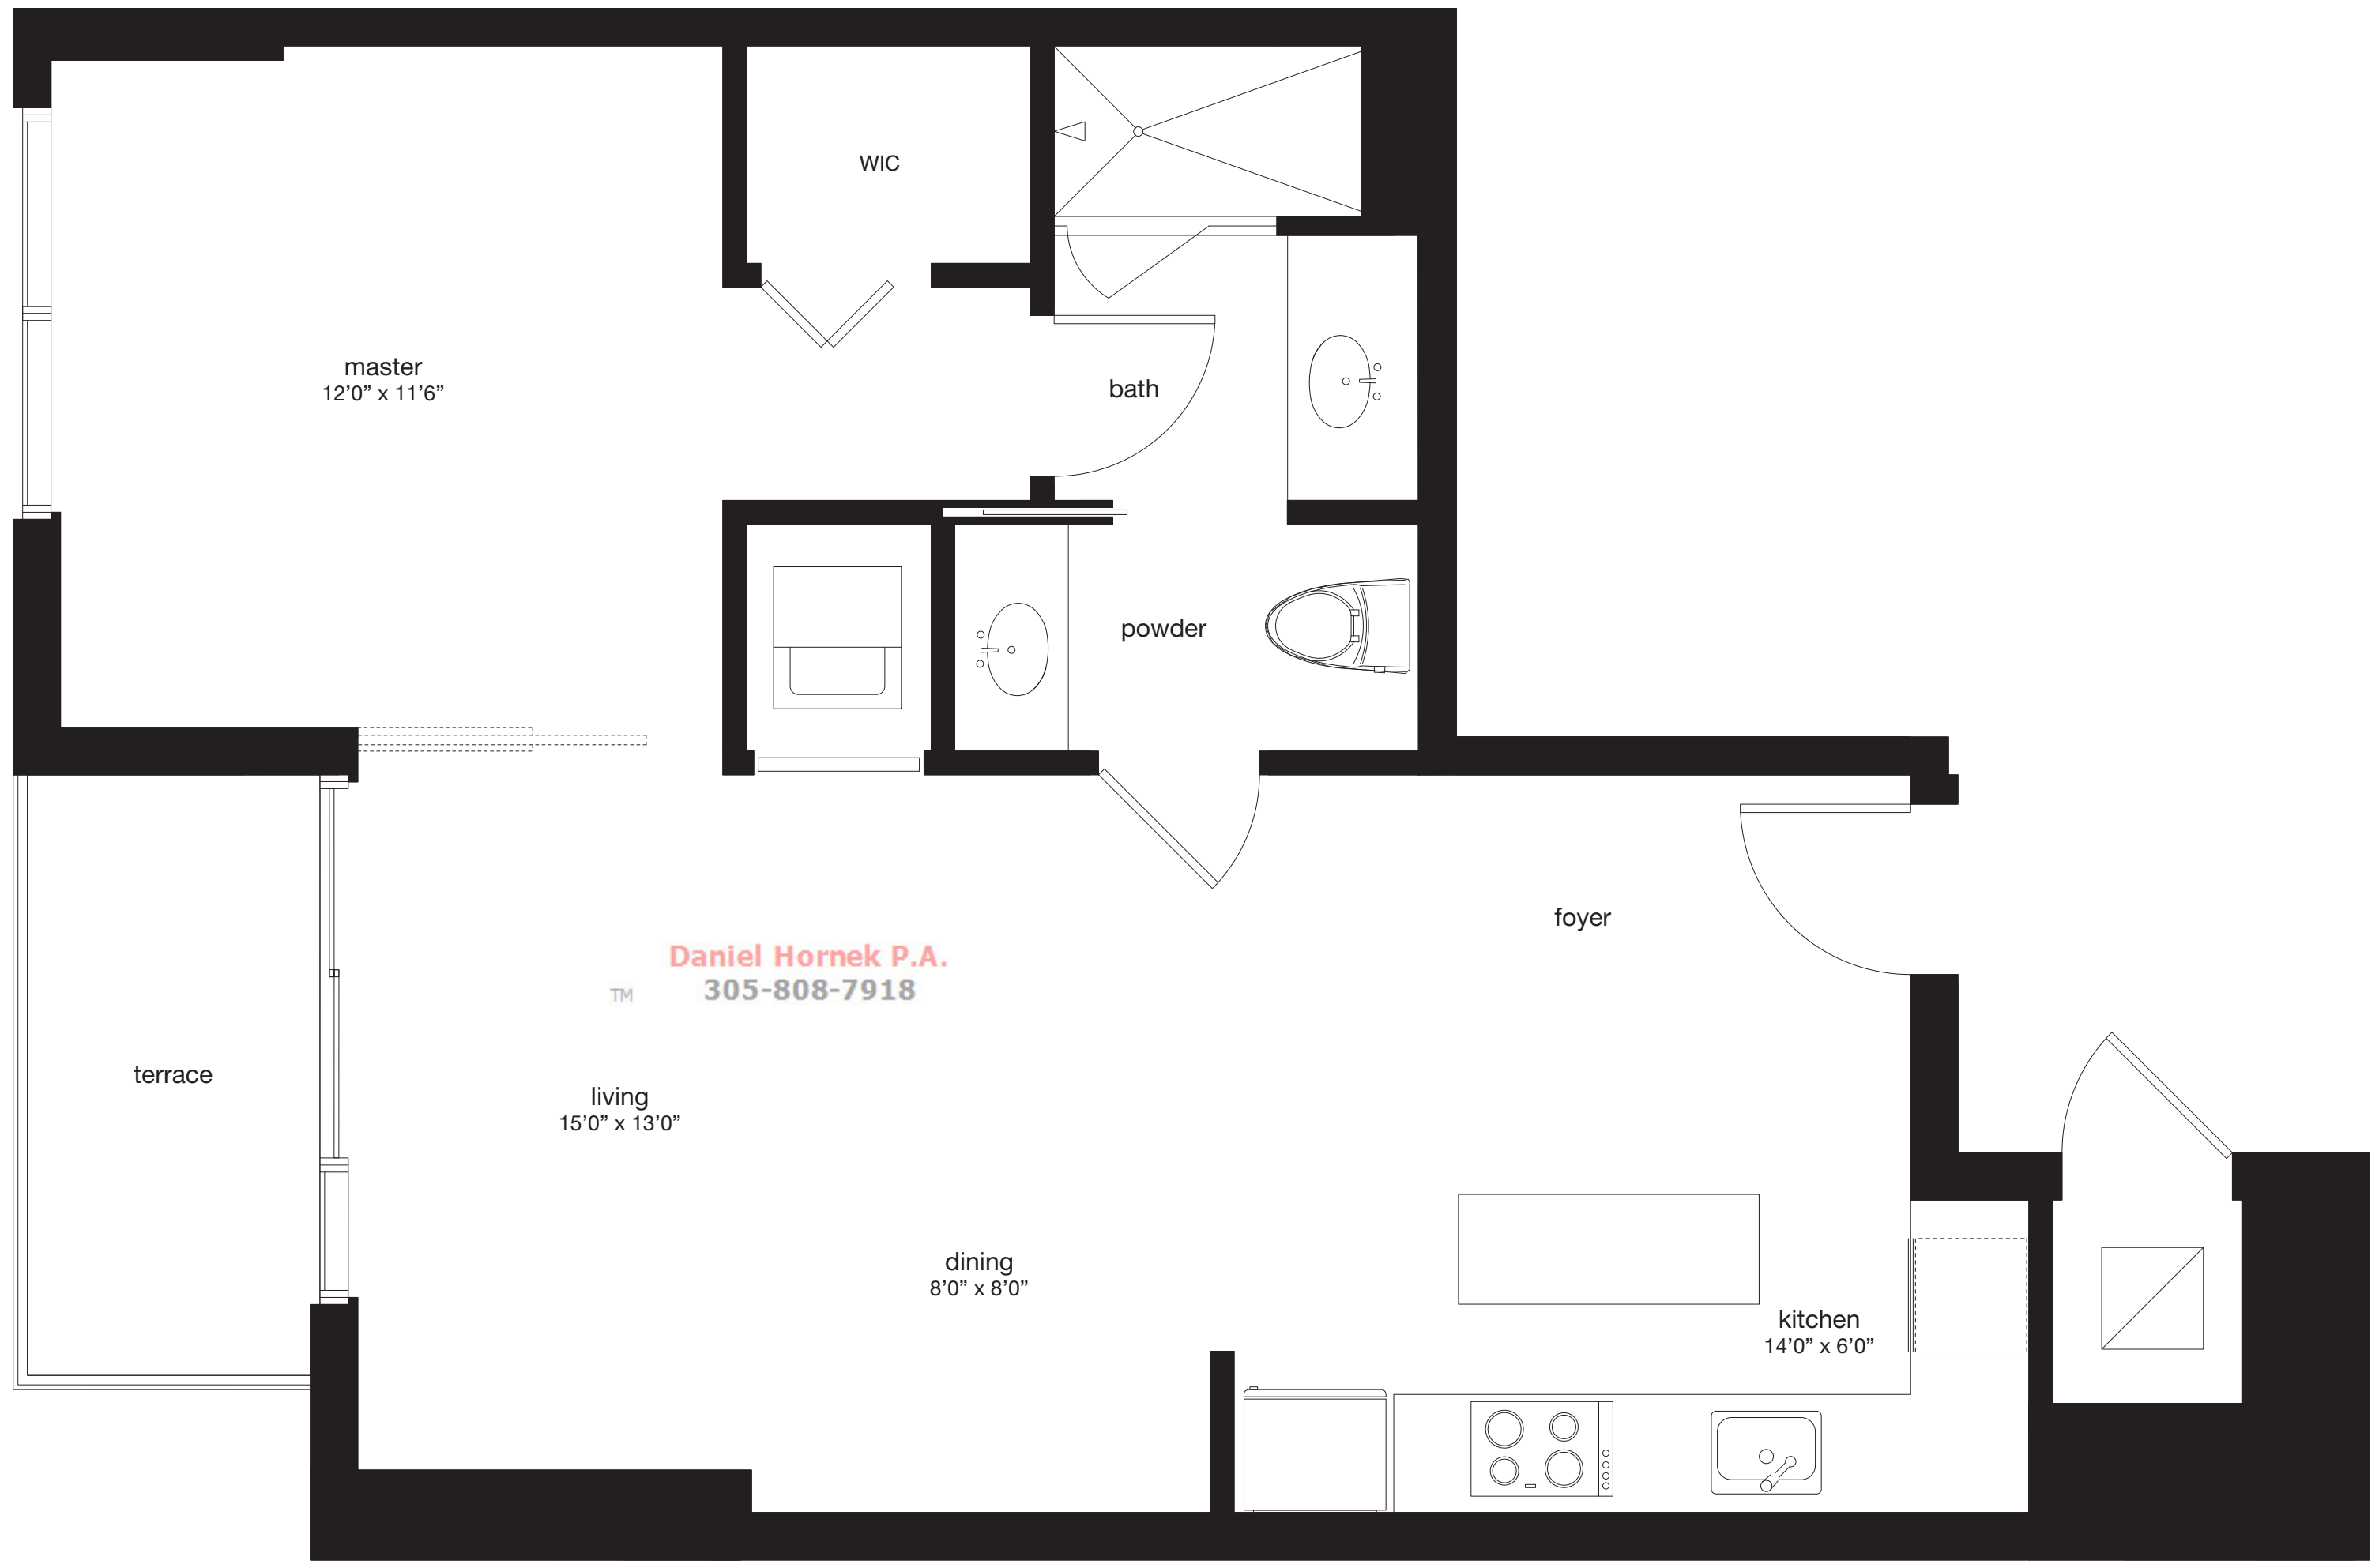 WIC
master
12’0” x 11’6”
bath
powder
foyer
Daniel Hornek P.A.
TM 305-808-7918
terrace
living
15’0” x 13’0”
dining
8’0” x 8’0”
kitchen
14’0” x 6’0”